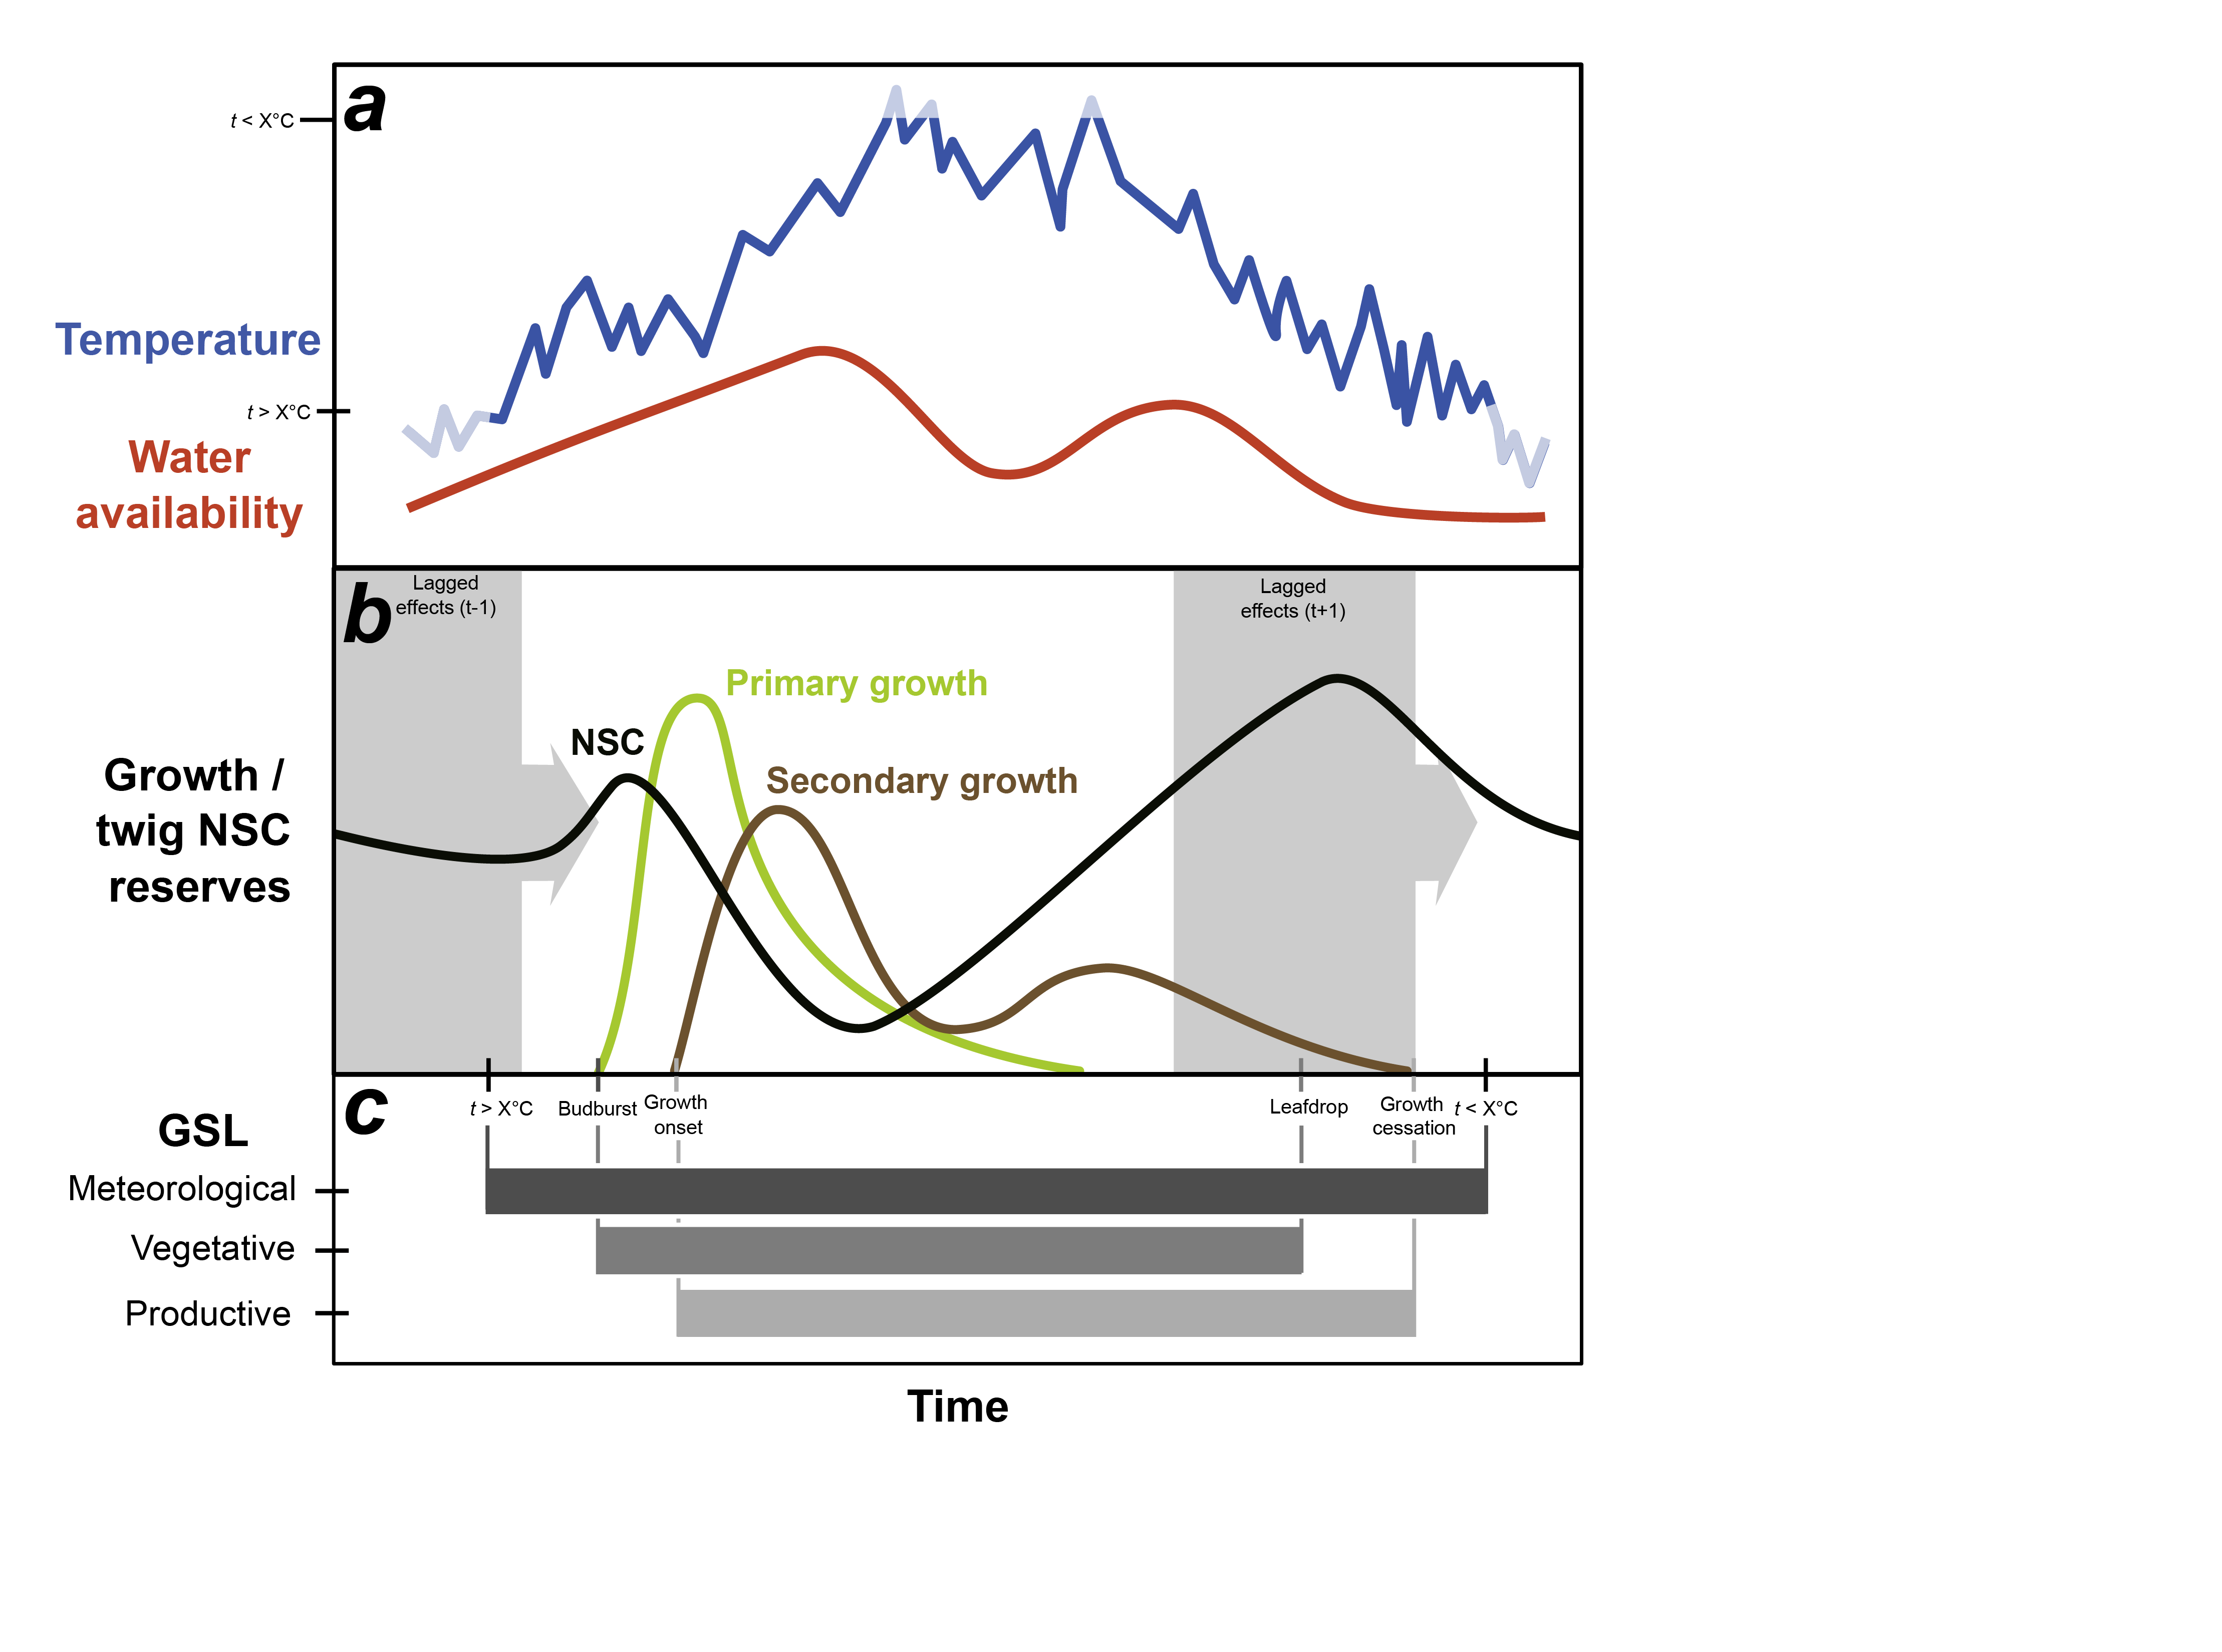 a
t < X°C
Temperature
t > X°C
Water
availability
b
Lagged
effects (t-1)
Lagged
effects (t+1)
Primary growth
NSC
Secondary growth
Growth /
twig NSC
reserves
c
t > X°C
Budburst
Growth
onset
Leafdrop
Growth
cessation
t < X°C
GSL
Meteorological
Vegetative
Productive
Time